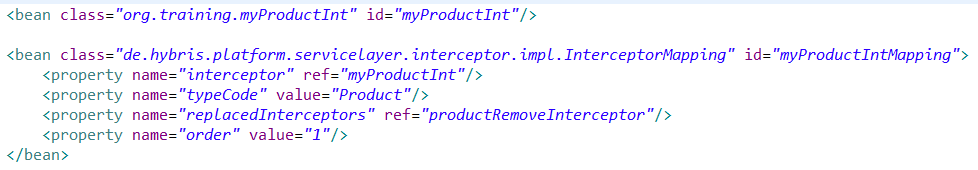 <bean class="org.training.myProductInt" id="myProductInt"/>
<bean class="de.hybris.platform.servicelayer.interceptor.impl.InterceptorMapping" id="myProductIntMapping">
<property name="interceptor" ref="myProductInt"/>
<property name="typeCode" value="Product"/>
<property name="replacedInterceptors" ref="productRemoveInterceptor"/>
<property name="order" value="1"/>
</bean>